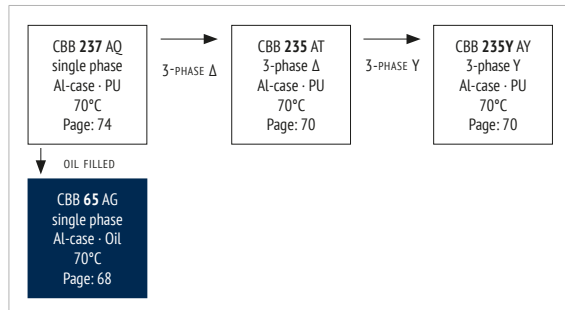 CBB 237 AQ
single phase
Al-case · PU
70°C
Page: 74
3-PHASE Δ
CBB 235 AT
3-phase Δ
Al-case · PU
70°C
Page: 70
3-PHASE Y
CBB 235Y AY
3-phase Y
Al-case · PU
70°C
Page: 70
OIL FILLED
CBB 65 AG
single phase
Al-case · Oil
70°C
Page: 68